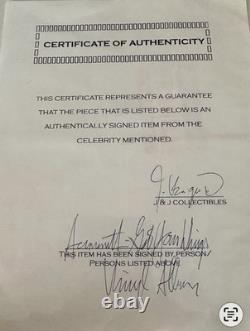 CERTIFICATE OF AUTHENTICITY
THIS CERTIFICATE REPRESENTS A GUARANTEE
THAT THE PIECE THAT IS LISTED BELOW IS AN
AUTHENTICALLY SIGNED ITEM FROM THE
CELEBRITY MENTIONED.
J & J COLLECTIBLES
THIS ITEM HAS BEEN SIGNED BY PERSON/
PERSONS LISTED ABOVE